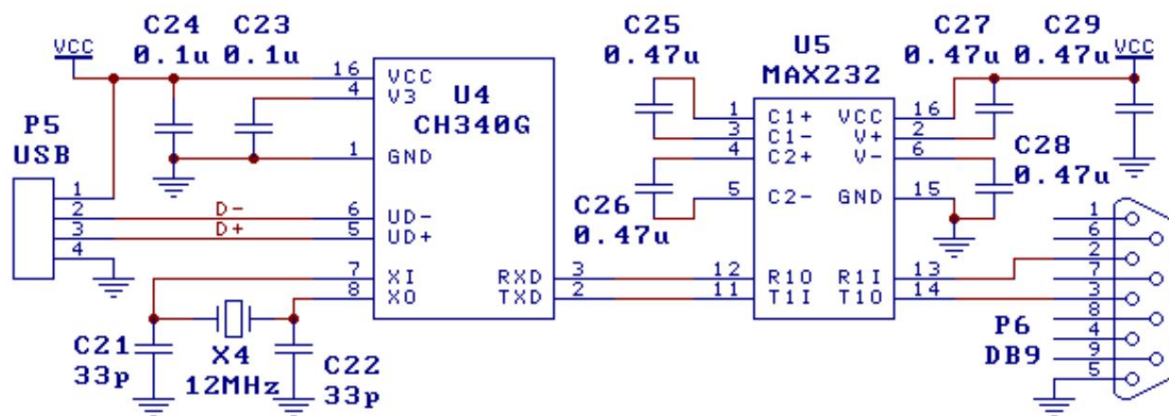 VCC
C24
0.1u
C23
0.1u
P5
USB
1
2
3
4
D-
D+
16
4
1
6
5
7
8
VCC
V3
GND
UD-
UD+
XI
XO
U4
CH340G
RXD
TXD
3
2
C21
33p
X4
12MHz
C22
33p
C25
0.47u
C26
0.47u
U5
MAX232
1
3
4
5
12
11
C1+
C1-
C2+
C2-
R1O
T1I
VCC
V+
V-
GND
R1I
T1O
16
2
6
15
13
14
C27
0.47u
C29
0.47u
VCC
C28
0.47u
P6
DB9
1
6
2
7
3
8
4
9
5